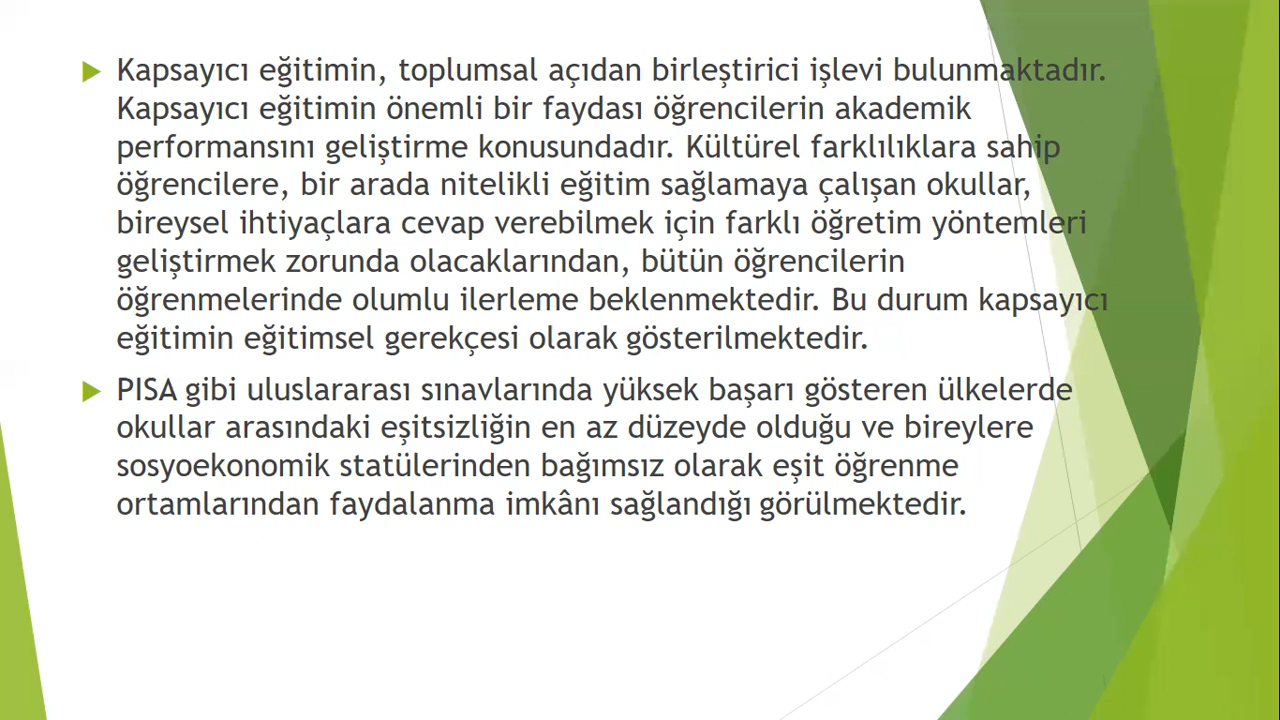 Kapsayıcı eğitimin, toplumsal açıdan birleştirici işlevi bulunmaktadır.
Kapsayıcı eğitimin önemli bir faydası öğrencilerin akademik
performansını geliştirme konusundadır. Kültürel farklılıklara sahip
öğrencilere, bir arada nitelikli eğitim sağlamaya çalışan okullar,
bireysel ihtiyaçlara cevap verebilmek için farklı öğretim yöntemleri
geliştirmek zorunda olacaklarından, bütün öğrencilerin
öğrenmelerinde olumlu ilerleme beklenmektedir. Bu durum kapsayıcı
eğitimin eğitimsel gerekçesi olarak gösterilmektedir.
PISA gibi uluslararası sınavlarında yüksek başarı gösteren ülkelerde
okullar arasındaki eşitsizliğin en az düzeyde olduğu ve bireylere
sosyoekonomik statülerinden bağımsız olarak eşit öğrenme
ortamlarından faydalanma imkânı sağlandığı görülmektedir.